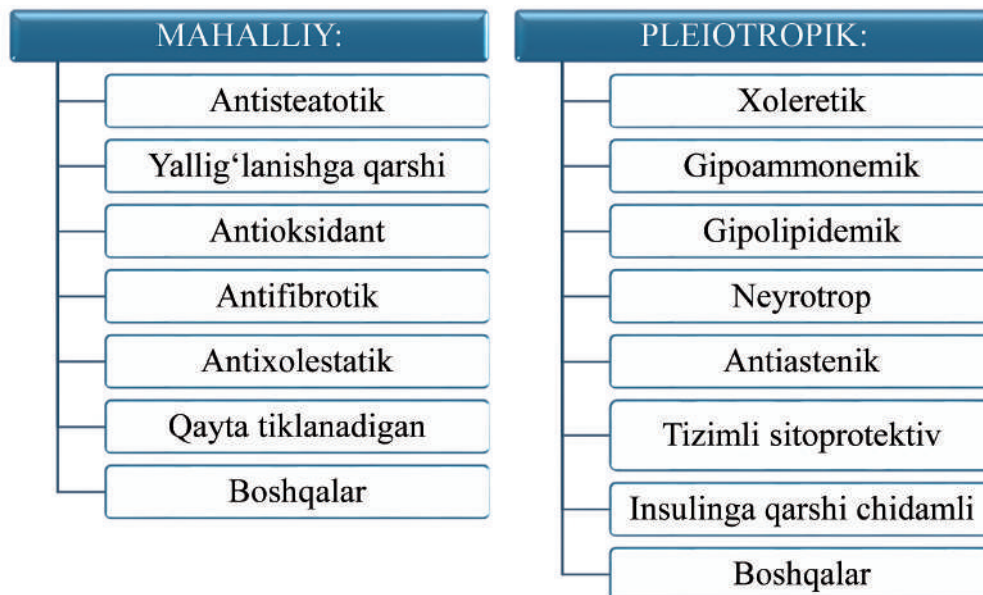 MAHALLIY:
Antisteatotik
Yallig‘lanishga qarshi
Antioksidant
Antifibrotik
Antixolestatik
Qayta tiklanadigan
Boshqalar
PLEIOTROPIK:
Xoleretik
Gipoammonemik
Gipolipidemik
Neyrotrop
Antiastenik
Tizimli sitoprotektiv
Insulinga qarshi chidamli
Boshqalar